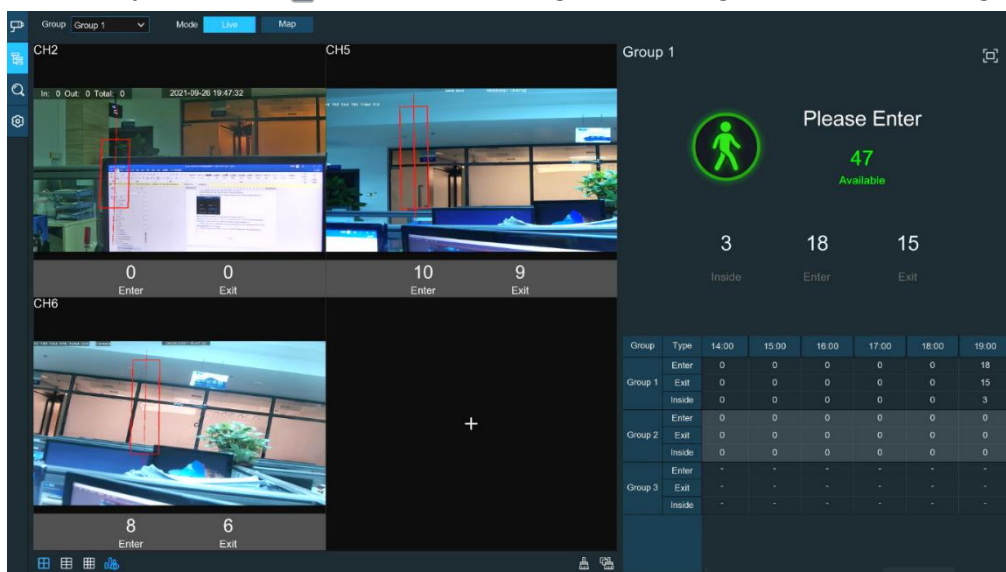 Group Group 1 Mode Live Map
CH2
In: 0 Out: 0 Total: 0 2021-09-26 19:47:32
0 0
Enter Exit
CH5
10 9
Enter Exit
CH6
8 6
Enter Exit
+
Group 1
Please Enter
47
Available
3 18 15
Inside Enter Exit
Group Type 14:00 15:00 16:00 17:00 18:00 19:00
Group 1 Enter 0 0 0 0 0 18
Exit 0 0 0 0 0 15
Inside 0 0 0 0 0 3
Group 2 Enter 0 0 0 0 0 0
Exit 0 0 0 0 0 0
Inside 0 0 0 0 0 0
Group 3 Enter - - - - - -
Exit - - - - - -
Inside - - - - - -